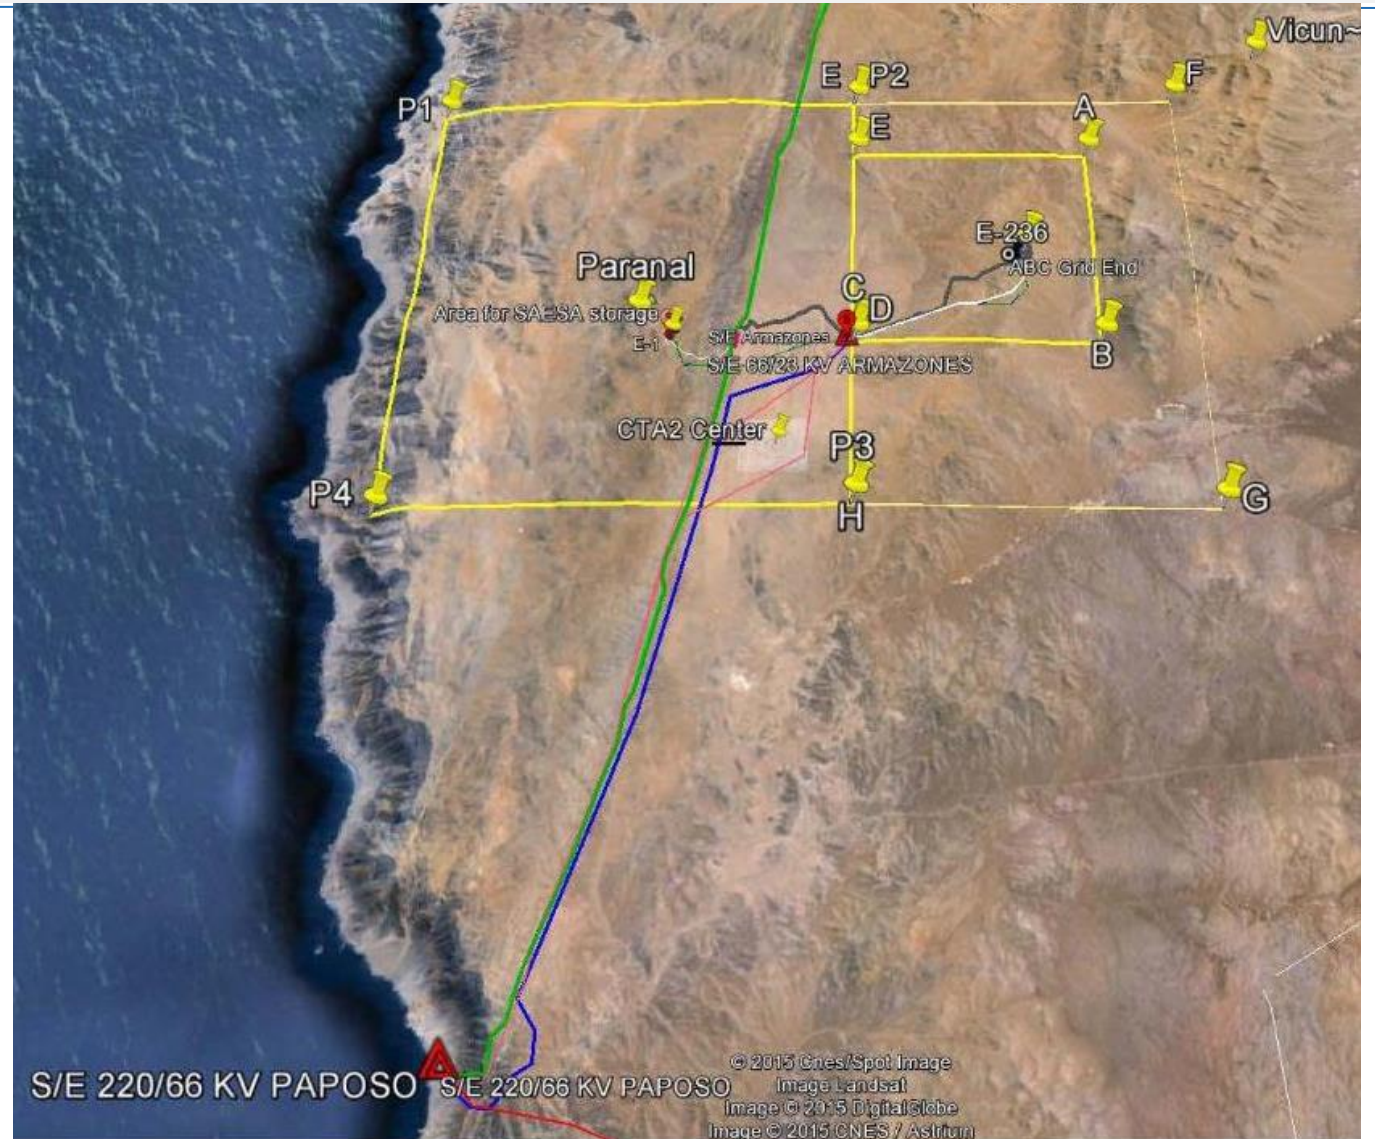 Vicun~
E P2
F
P1
A
E
E-236
Paranal
ABC Grid End
C
D
Area for SAESA storage
S/E Armazones
E-1
B
S/E 66/23 KV ARMAZONES
CTA2 Center
P3
P4
G
H
S/E 220/66 KV PAPOSO
S/E 220/66 KV PAPOSO
© 2015 Cnes/Spot Image
Image Landsat
Image © 2015 DigitalGlobe
Image © 2015 CNES / Astrium